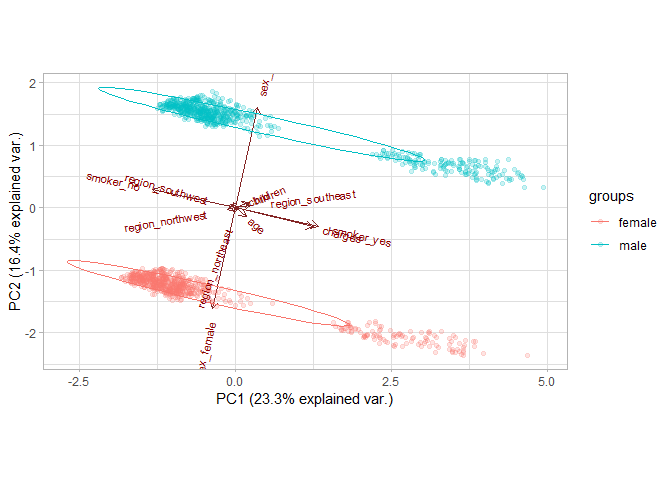 2
1
0
-1
-2
PC2 (16.4% explained var.)
-2.5
0.0
2.5
5.0
PC1 (23.3% explained var.)
sex_
smoker_no
region_southwest
region_northwest
children
region_southeast
age
charges
smoker_yes
region_northeast
ex_female
groups
female
male